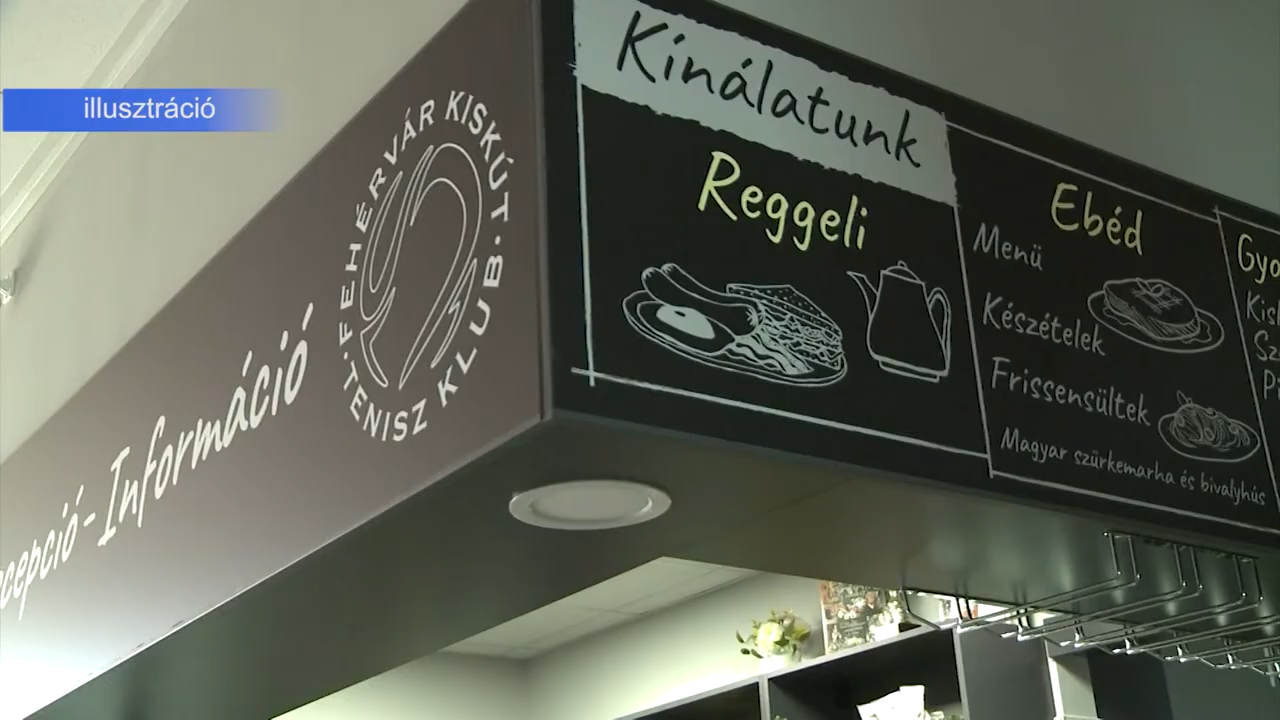 illusztráció
FEHÉRVÁR KISKÚT
TENISZ KLUB
Információ
Kínálatunk
Reggeli
Ebéd
Menü
Készételek
Frissensültek
Magyar szürkemarha és bivalyhús